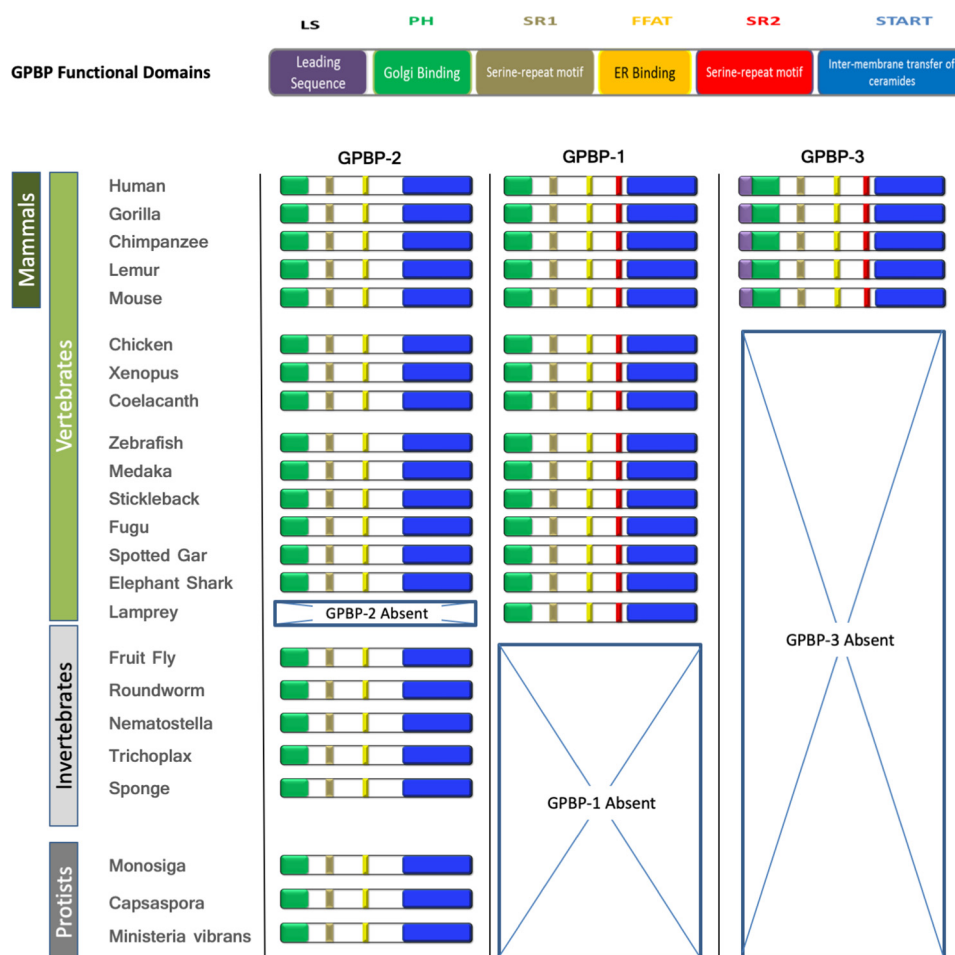 LS PH SR1 FFAT SR2 START
GPBP Functional Domains
Leading
Sequence
Golgi Binding
Serine-repeat motif
ER Binding
Serine-repeat motif
Inter-membrane transfer of
ceramides
GPBP-2 GPBP-1 GPBP-3
Mammals
Vertebrates
Human
Gorilla
Chimpanzee
Lemur
Mouse
Chicken
Xenopus
Coelacanth
Zebrafish
Medaka
Stickleback
Fugu
Spotted Gar
Elephant Shark
Lamprey
GPBP-2 Absent
GPBP-3 Absent
Invertebrates
Fruit Fly
Roundworm
Nematostella
Trichoplax
Sponge
GPBP-1 Absent
Protists
Monosiga
Capsaspora
Ministeria vibrans